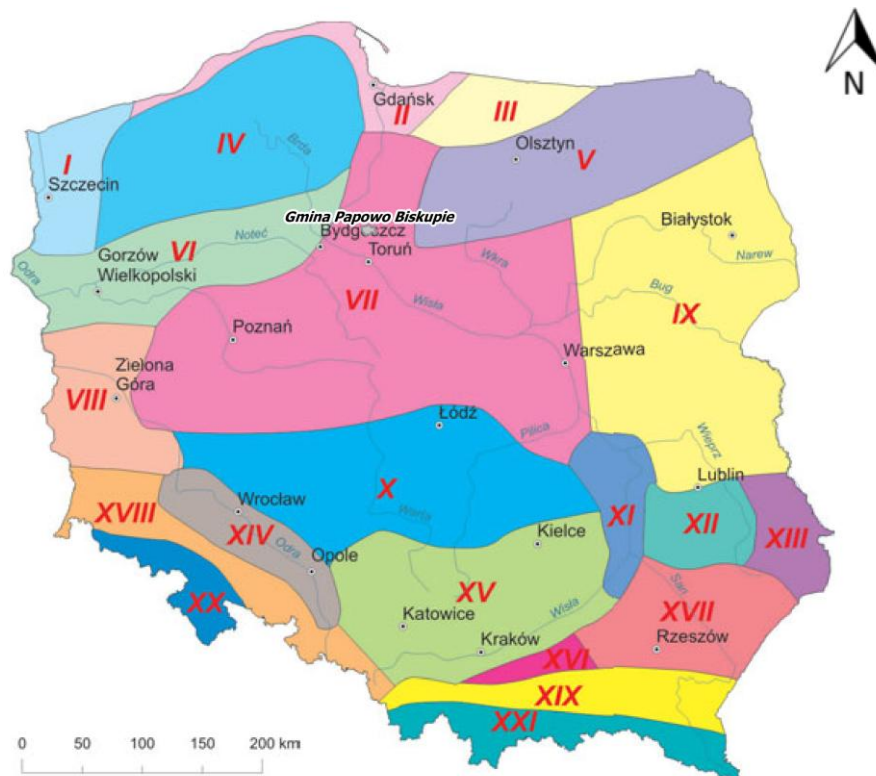 N
Gdańsk
II
III
I
IV
Brda
Olsztyn
V
Szczecin
Gmina Papowo Biskupie
Bydgoszcz
Białystok
Gorzów
Wielkopolski
VI
Noteć
Toruń
Wkra
Narew
Odra
VII
Wisła
Bug
IX
Poznań
Warszawa
Zielona
Góra
VIII
Łódź
Pilica
Wieprz
Lublin
X
XVIII
Wrocław
Warta
XI
XII
XIII
XIV
Odra
Kielce
Opole
XX
XV
San
XVII
Katowice
Wisła
Kraków
Rzeszów
XVI
XIX
XXI
0 50 100 150 200 km